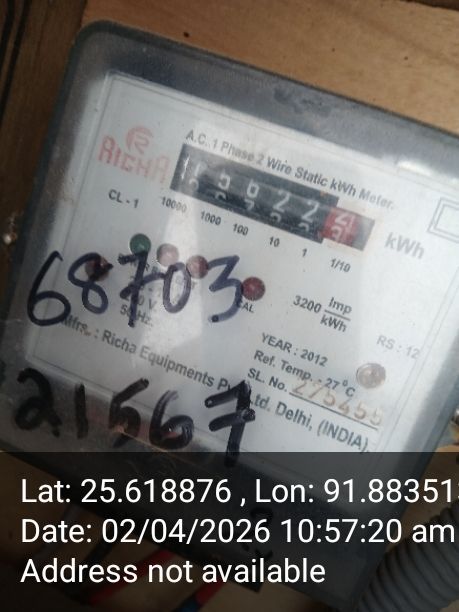 A.C. 1 Phase 2 Wire Static kWh Meter.
RICHA
kWh
CL - 1
10000 1000 100 10 1 1/10
68703
CAL
3200 Imp/kWh
YEAR : 2012
RS : 12
Ref. Temp. 27°C
SL. No. 275455
Mfrs. : Richa Equipments Ltd. Delhi, (INDIA).
21567
Lat: 25.618876 , Lon: 91.88351
Date: 02/04/2026 10:57:20 am
Address not available